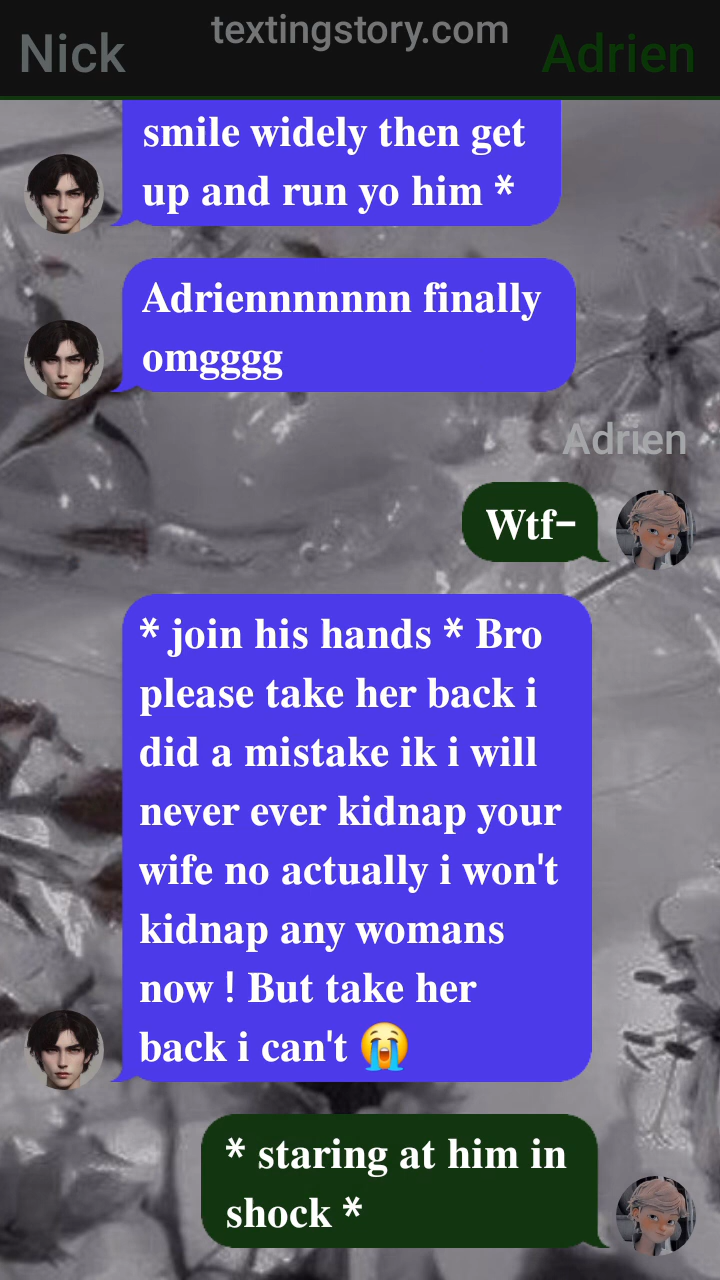 textingstory.com
Nick
Adrien
smile widely then get
up and run yo him *
Adriennnnnnn finally
omgggg
Adrien
Wtf–
* join his hands * Bro
please take her back i
did a mistake ik i will
never ever kidnap your
wife no actually i won't
kidnap any womans
now ! But take her
back i can't 😭
* staring at him in
shock *